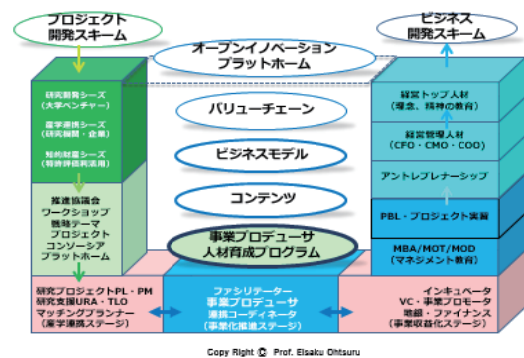 プロジェクト
開発スキーム
ビジネス
開発スキーム
オープンイノベーション
プラットホーム
バリューチェーン
ビジネスモデル
コンテンツ
事業プロデューサ
人材育成プログラム
研究開発シーズ
(大学ベンチャー)
産学連携シーズ
(研究機関・企業)
知的財産シーズ
(特許評価利活用)
推進協議会
ワークショップ
戦略テーマ
プロジェクト
コンソーシア
プラットホーム
経営トップ人材
(理念、精神の教育)
経営管理人材
(CFO・CMO・COO)
アントレプレナーシップ
PBL・プロジェクト実習
MBA/MOT/MOD
(マネジメント教育)
研究プロジェクトPL・PM
研究支援URA・TLO
マッチングプランナー
(産学連携ステージ)
ファシリテーター
事業プロデューサ
連携コーディネータ
(事業化推進ステージ)
インキュベータ
VC・事業プロモータ
地銀・ファイナンス
(事業収益化ステージ)
Copy Right © Prof. Eisaku Ohtsuru